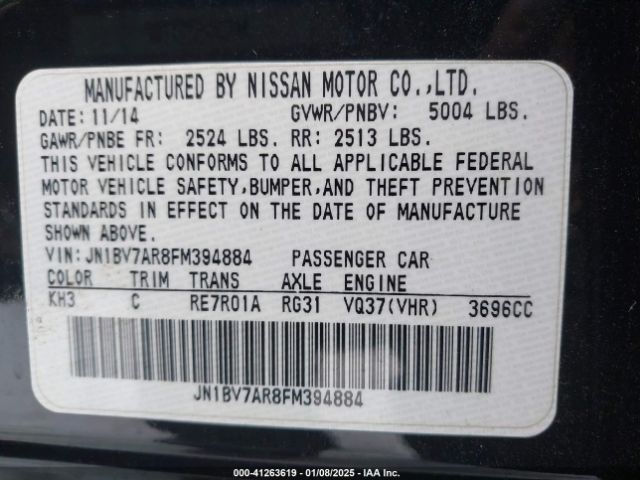 MANUFACTURED BY NISSAN MOTOR CO.,LTD.
DATE: 11/14 GVWR/PNBV: 5004 LBS.
GAWR/PNBE FR: 2524 LBS. RR: 2513 LBS.
THIS VEHICLE CONFORMS TO ALL APPLICABLE FEDERAL
MOTOR VEHICLE SAFETY,BUMPER,AND THEFT PREVENTION
STANDARDS IN EFFECT ON THE DATE OF MANUFACTURE
SHOWN ABOVE.
VIN:JN1BV7AR8FM394884 PASSENGER CAR
COLOR TRIM TRANS AXLE ENGINE
KH3 C RE7R01A RG31 VQ37(VHR) 3696CC
JN1BV7AR8FM394884
000-41263619 - 01/08/2025 - IAA Inc.